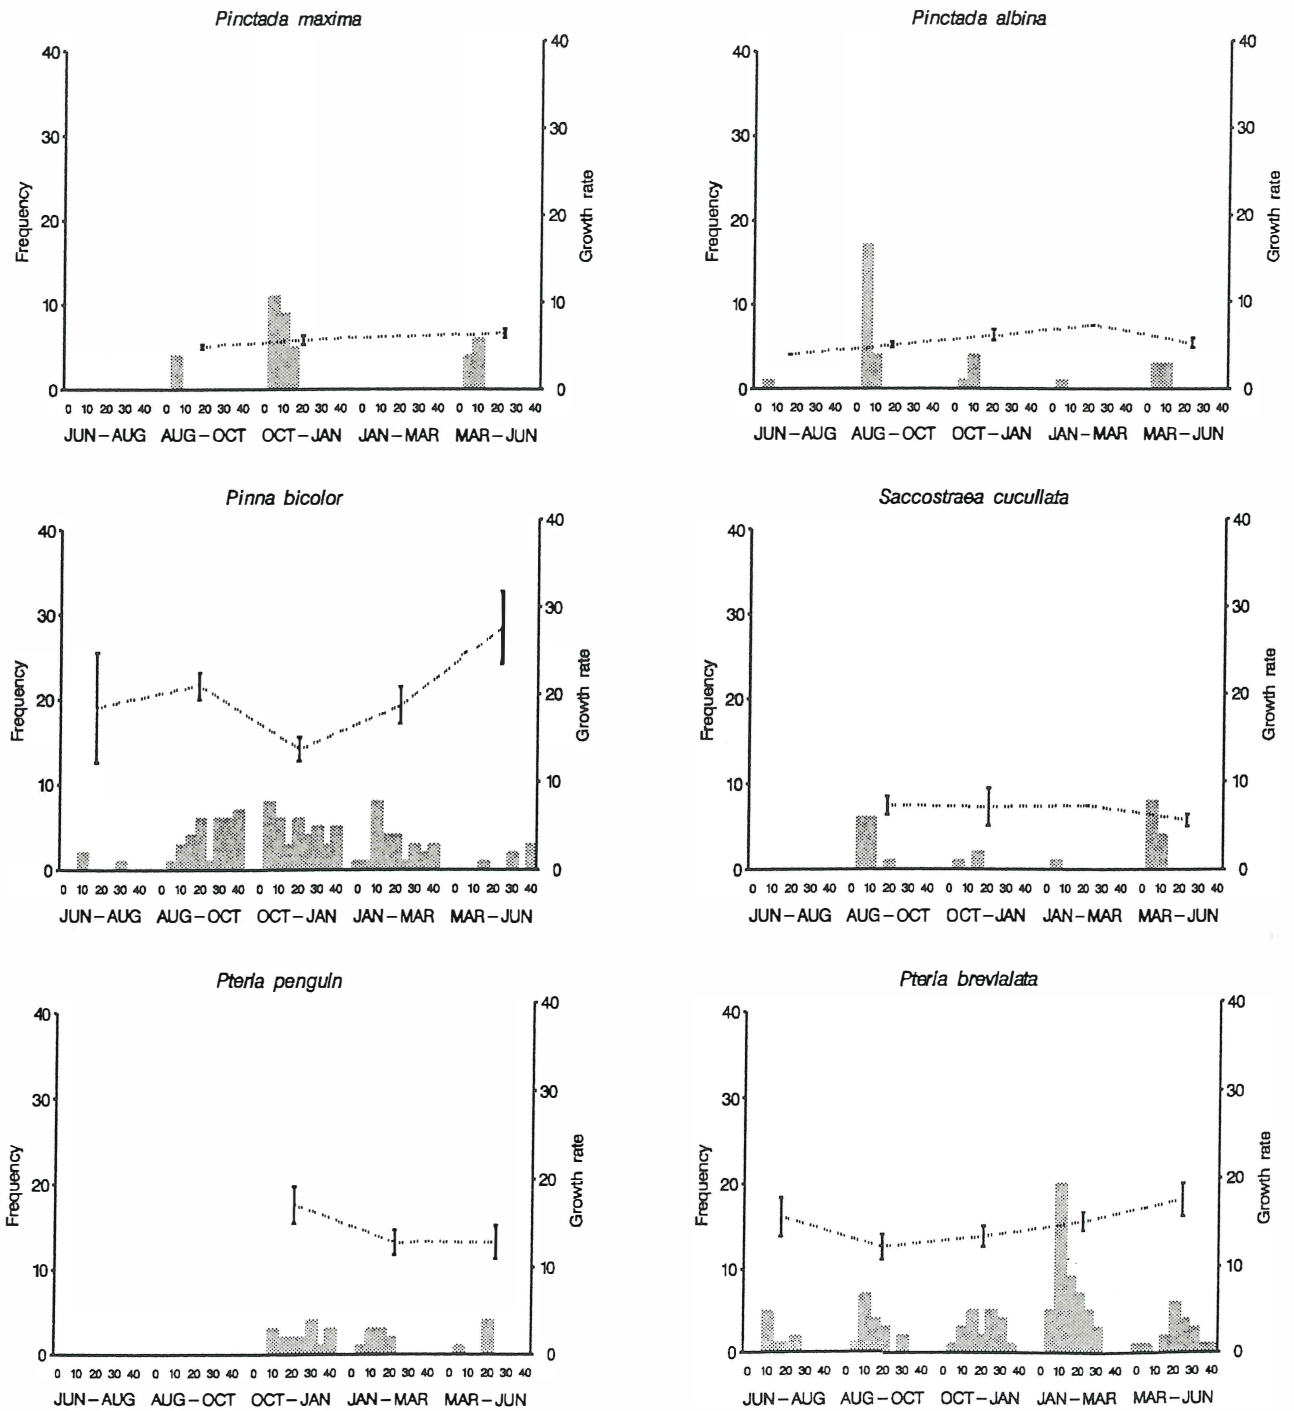 Pinctada maxima
40
30
20
10
0
Frequency
40
30
20
10
0
Growth rate
0 10 20 30 40 0 10 20 30 40 0 10 20 30 40 0 10 20 30 40 0 10 20 30 40
JUN-AUG AUG-OCT OCT-JAN JAN-MAR MAR-JUN
Pinctada albina
40
30
20
10
0
Frequency
40
30
20
10
0
Growth rate
0 10 20 30 40 0 10 20 30 40 0 10 20 30 40 0 10 20 30 40 0 10 20 30 40
JUN-AUG AUG-OCT OCT-JAN JAN-MAR MAR-JUN
Pinna bicolor
40
30
20
10
0
Frequency
40
30
20
10
0
Growth rate
0 10 20 30 40 0 10 20 30 40 0 10 20 30 40 0 10 20 30 40 0 10 20 30 40
JUN-AUG AUG-OCT OCT-JAN JAN-MAR MAR-JUN
Saccostraea cucullata
40
30
20
10
0
Frequency
40
30
20
10
0
Growth rate
0 10 20 30 40 0 10 20 30 40 0 10 20 30 40 0 10 20 30 40 0 10 20 30 40
JUN-AUG AUG-OCT OCT-JAN JAN-MAR MAR-JUN
Pteria penguin
40
30
20
10
0
Frequency
40
30
20
10
0
Growth rate
0 10 20 30 40 0 10 20 30 40 0 10 20 30 40 0 10 20 30 40 0 10 20 30 40
JUN-AUG AUG-OCT OCT-JAN JAN-MAR MAR-JUN
Pteria brevialata
40
30
20
10
0
Frequency
40
30
20
10
0
Growth rate
0 10 20 30 40 0 10 20 30 40 0 10 20 30 40 0 10 20 30 40 0 10 20 30 40
JUN-AUG AUG-OCT OCT-JAN JAN-MAR MAR-JUN